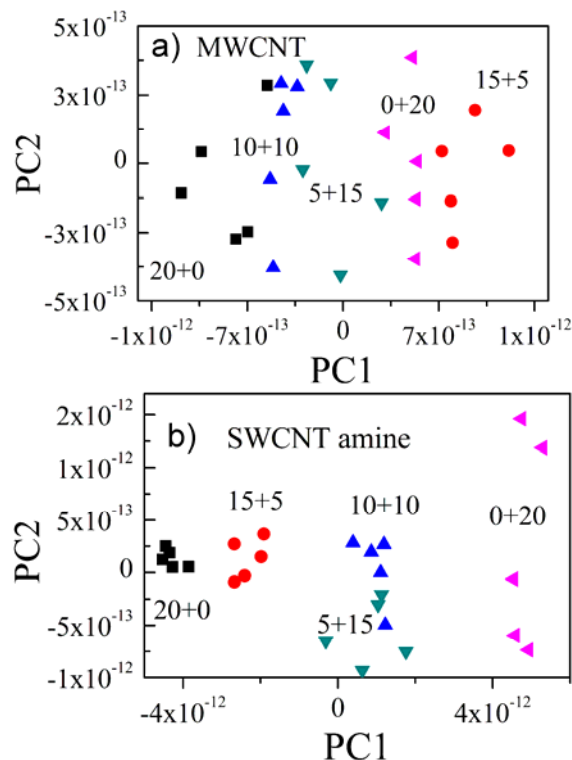 5x10⁻¹³
a) MWCNT
15+5
3x10⁻¹³
0+20
PC2
0
10+10
5+15
-3x10⁻¹³
20+0
-5x10⁻¹³
-1x10⁻¹² -7x10⁻¹³ 0 7x10⁻¹³ 1x10⁻¹²
PC1
2x10⁻¹²
b) SWCNT amine
1x10⁻¹²
15+5 10+10 0+20
5x10⁻¹³
PC2
0
20+0
5+15
-5x10⁻¹³
-1x10⁻¹²
-4x10⁻¹² 0 4x10⁻¹²
PC1